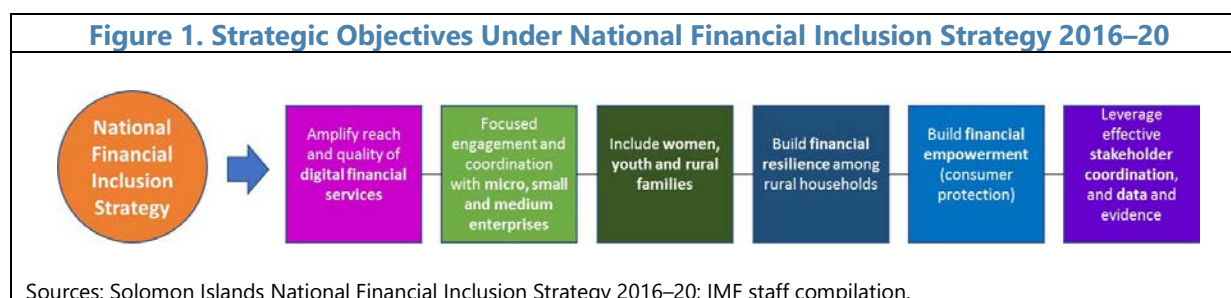 Figure 1. Strategic Objectives Under National Financial Inclusion Strategy 2016–20
National
Financial
Inclusion
Strategy
Amplify reach
and quality of
digital financial
services
Focused
engagement and
coordination
with micro, small
and medium
enterprises
Include women,
youth and rural
families
Build financial
resilience among
rural households
Build financial
empowerment
(consumer
protection)
Leverage
effective
stakeholder
coordination,
and data and
evidence
Sources: Solomon Islands National Financial Inclusion Strategy 2016–20; IMF staff compilation.